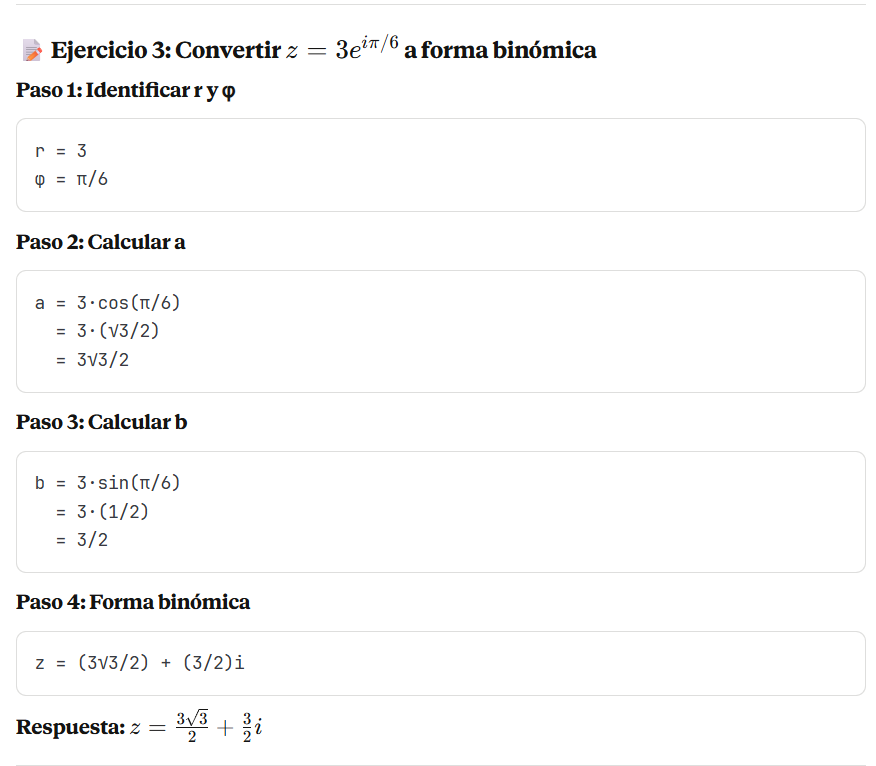 📝 Ejercicio 3: Convertir z = 3e^{iπ/6} a forma binómica
Paso 1: Identificar r y φ
r = 3
φ = π/6
Paso 2: Calcular a
a = 3·cos(π/6)
= 3·(√3/2)
= 3√3/2
Paso 3: Calcular b
b = 3·sin(π/6)
= 3·(1/2)
= 3/2
Paso 4: Forma binómica
z = (3√3/2) + (3/2)i
Respuesta: z = \frac{3\sqrt{3}}{2} + \frac{3}{2}i